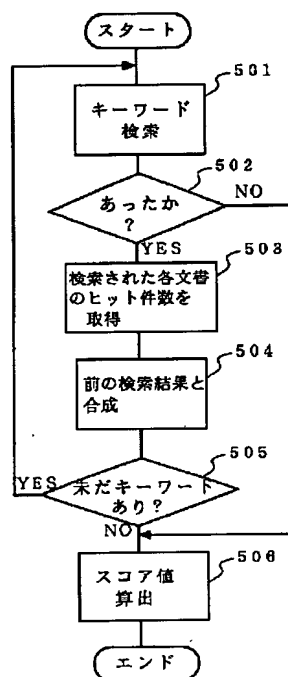 スタート
501
キーワード
検索
502
あったか
?
NO
YES
503
検索された各文書
のヒット件数を
取得
504
前の検索結果と
合成
505
YES
未だキーワード
あり?
NO
506
スコア値
算出
エンド